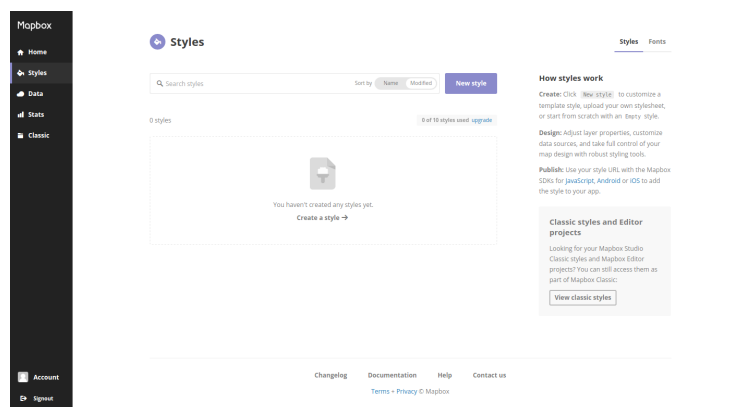 Mapbox
Home
Styles
Data
Stats
Classic
Account
Signout
Styles
Styles Fonts
Search styles
Sort by Name Modified
New style
0 styles
0 of 10 styles used upgrade
You haven't created any styles yet.
Create a style →
How styles work
Create: Click New style to customize a
template style, upload your own stylesheet,
or start from scratch with an Empty style.
Design: Adjust layer properties, customize
data sources, and take full control of your
map design with robust styling tools.
Publish: Use your style URL with the Mapbox
SDKs for JavaScript, Android or iOS to add
the style to your app.
Classic styles and Editor
projects
Looking for your Mapbox Studio
Classic styles and Mapbox Editor
projects? You can still access them as
part of Mapbox Classic:
View classic styles
Changelog Documentation Help Contact us
Terms + Privacy © Mapbox